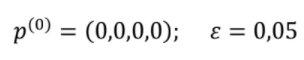 p⁽⁰⁾ = (0,0,0,0); ε = 0,05